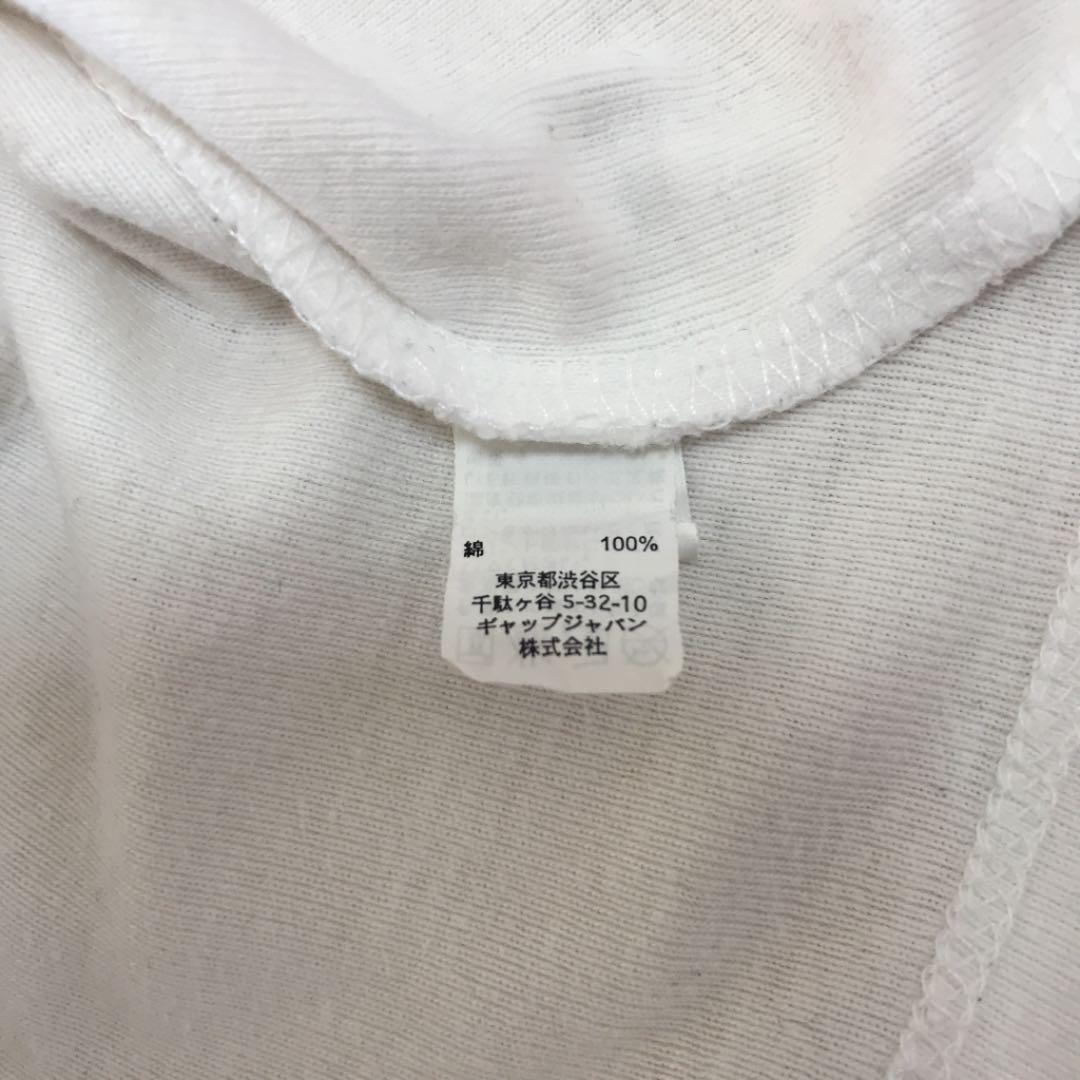 綿 100%
東京都渋谷区
千駄ヶ谷 5-32-10
ギャップジャパン
株式会社